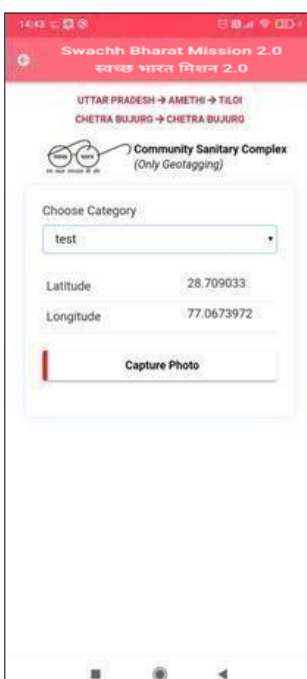 14:43
Swachh Bharat Mission 2.0
स्वच्छ भारत मिशन 2.0
UTTAR PRADESH → AMETHI → TILOI
CHETRA BUJURG → CHETRA BUJURG
Community Sanitary Complex
(Only Geotagging)
Choose Category
test
Latitude 28.709033
Longitude 77.0673972
Capture Photo